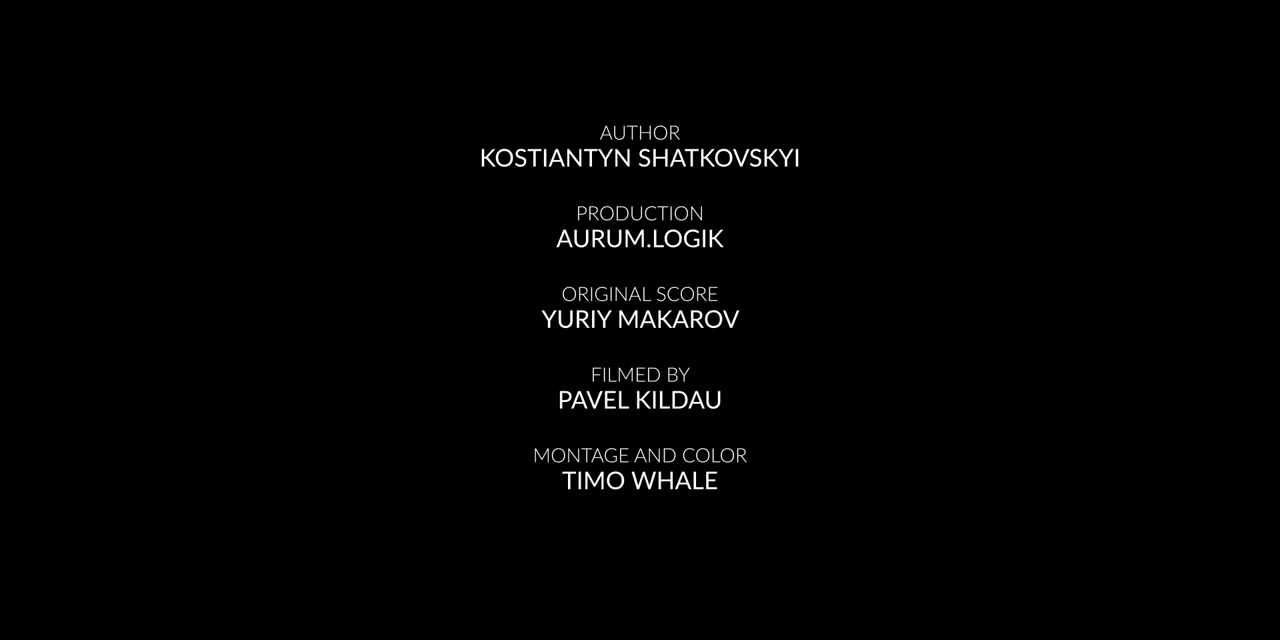 AUTHOR
KOSTIANTYN SHATKOVSKYI
PRODUCTION
AURUM.LOGIK
ORIGINAL SCORE
YURIY MAKAROV
FILMED BY
PAVEL KILDAU
MONTAGE AND COLOR
TIMO WHALE